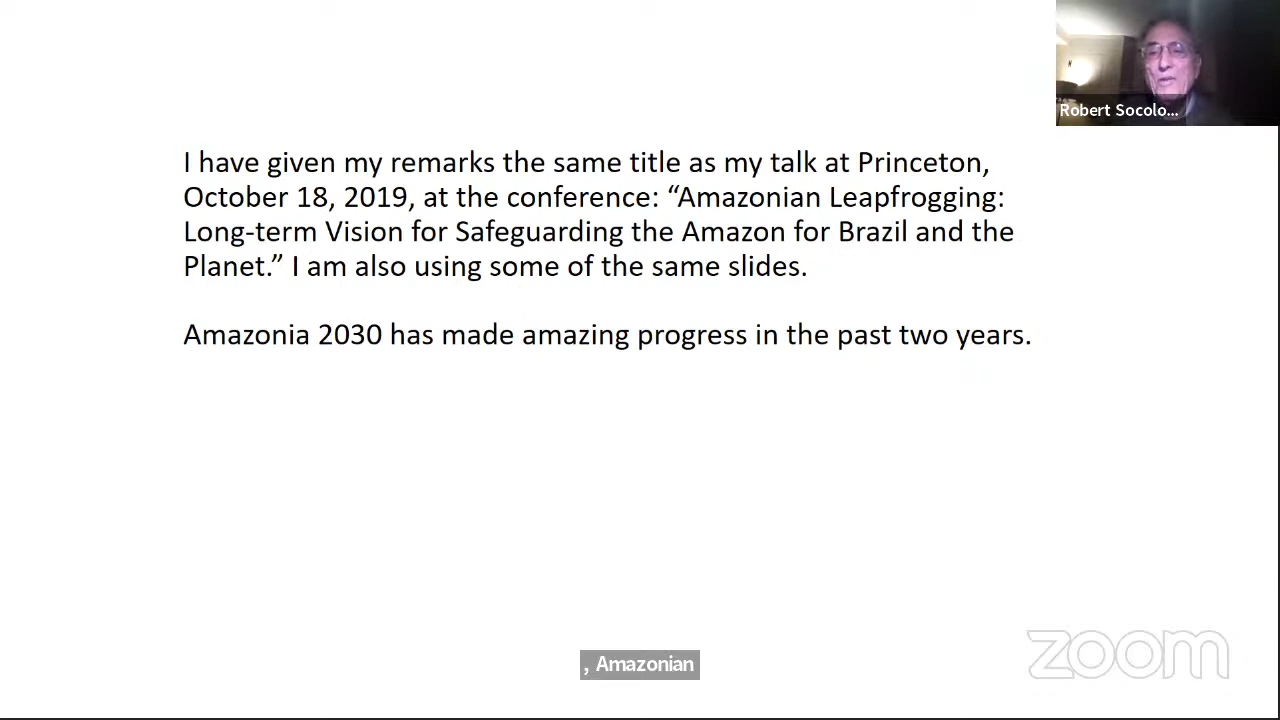 Robert Socolo...
I have given my remarks the same title as my talk at Princeton,
October 18, 2019, at the conference: “Amazonian Leapfrogging:
Long-term Vision for Safeguarding the Amazon for Brazil and the
Planet.” I am also using some of the same slides.
Amazonia 2030 has made amazing progress in the past two years.
, Amazonian
zoom